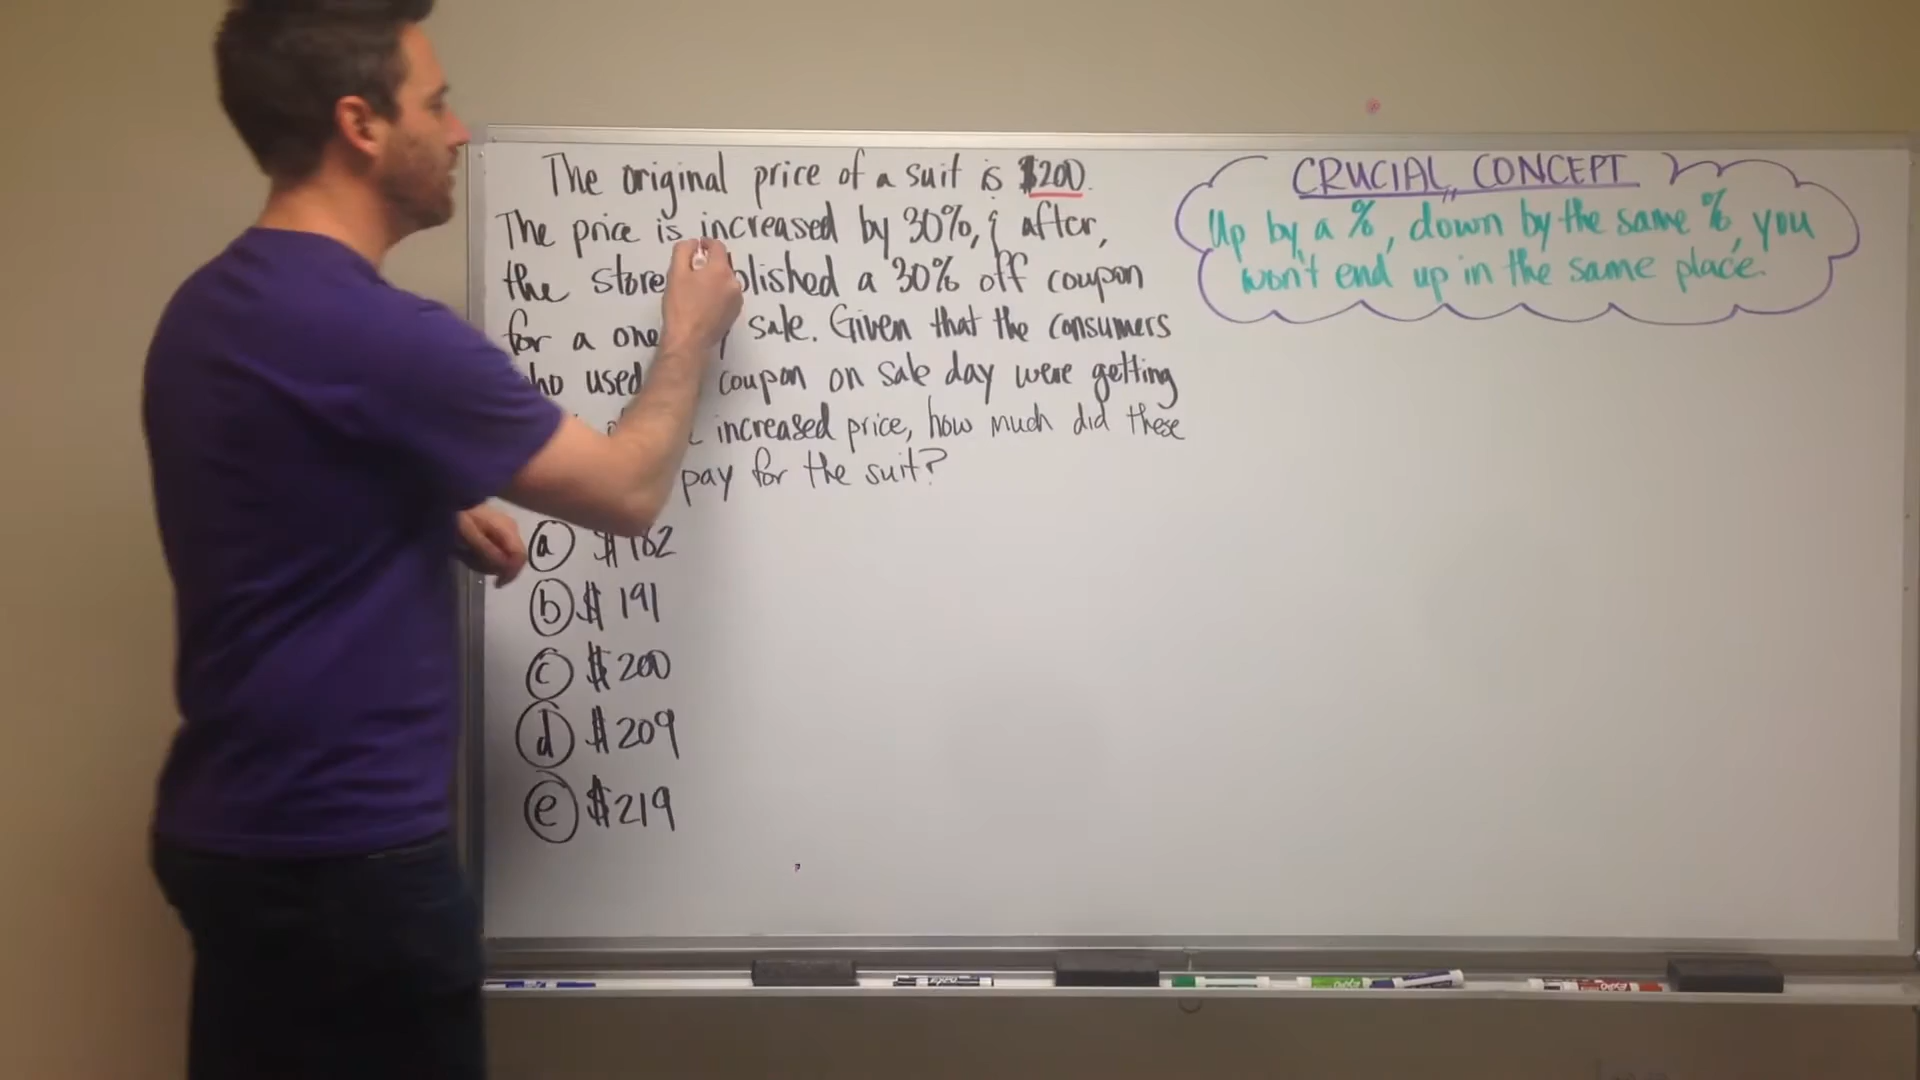 The original price of a suit is $200.
The price is increased by 30%, & after,
the store blished a 30% off coupon
for a one sale. Given that the consumers
who used coupon on sale day were getting
increased price, how much did these
pay for the suit?
a $182
b $191
c $200
d $209
e $219
CRUCIAL CONCEPT
Up by a %, down by the same %, you
won't end up in the same place.
EXPO
EXPO